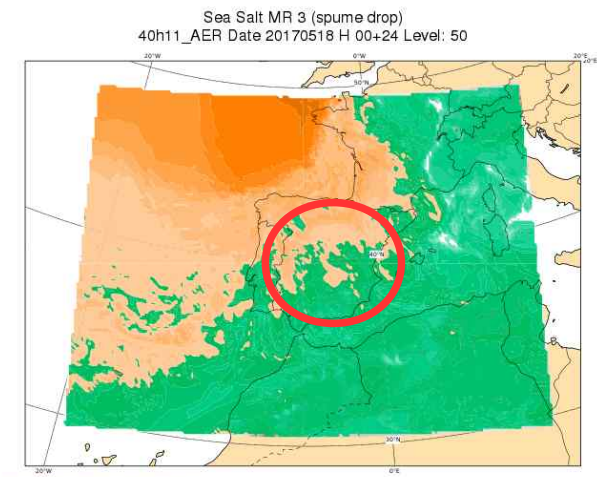 Sea Salt MR 3 (spume drop)
40h11_AER Date 20170518 H 00+24 Level: 50
20°W 0°W 20°E
20°E
50°N
40°N
30°N
20°W 0°E